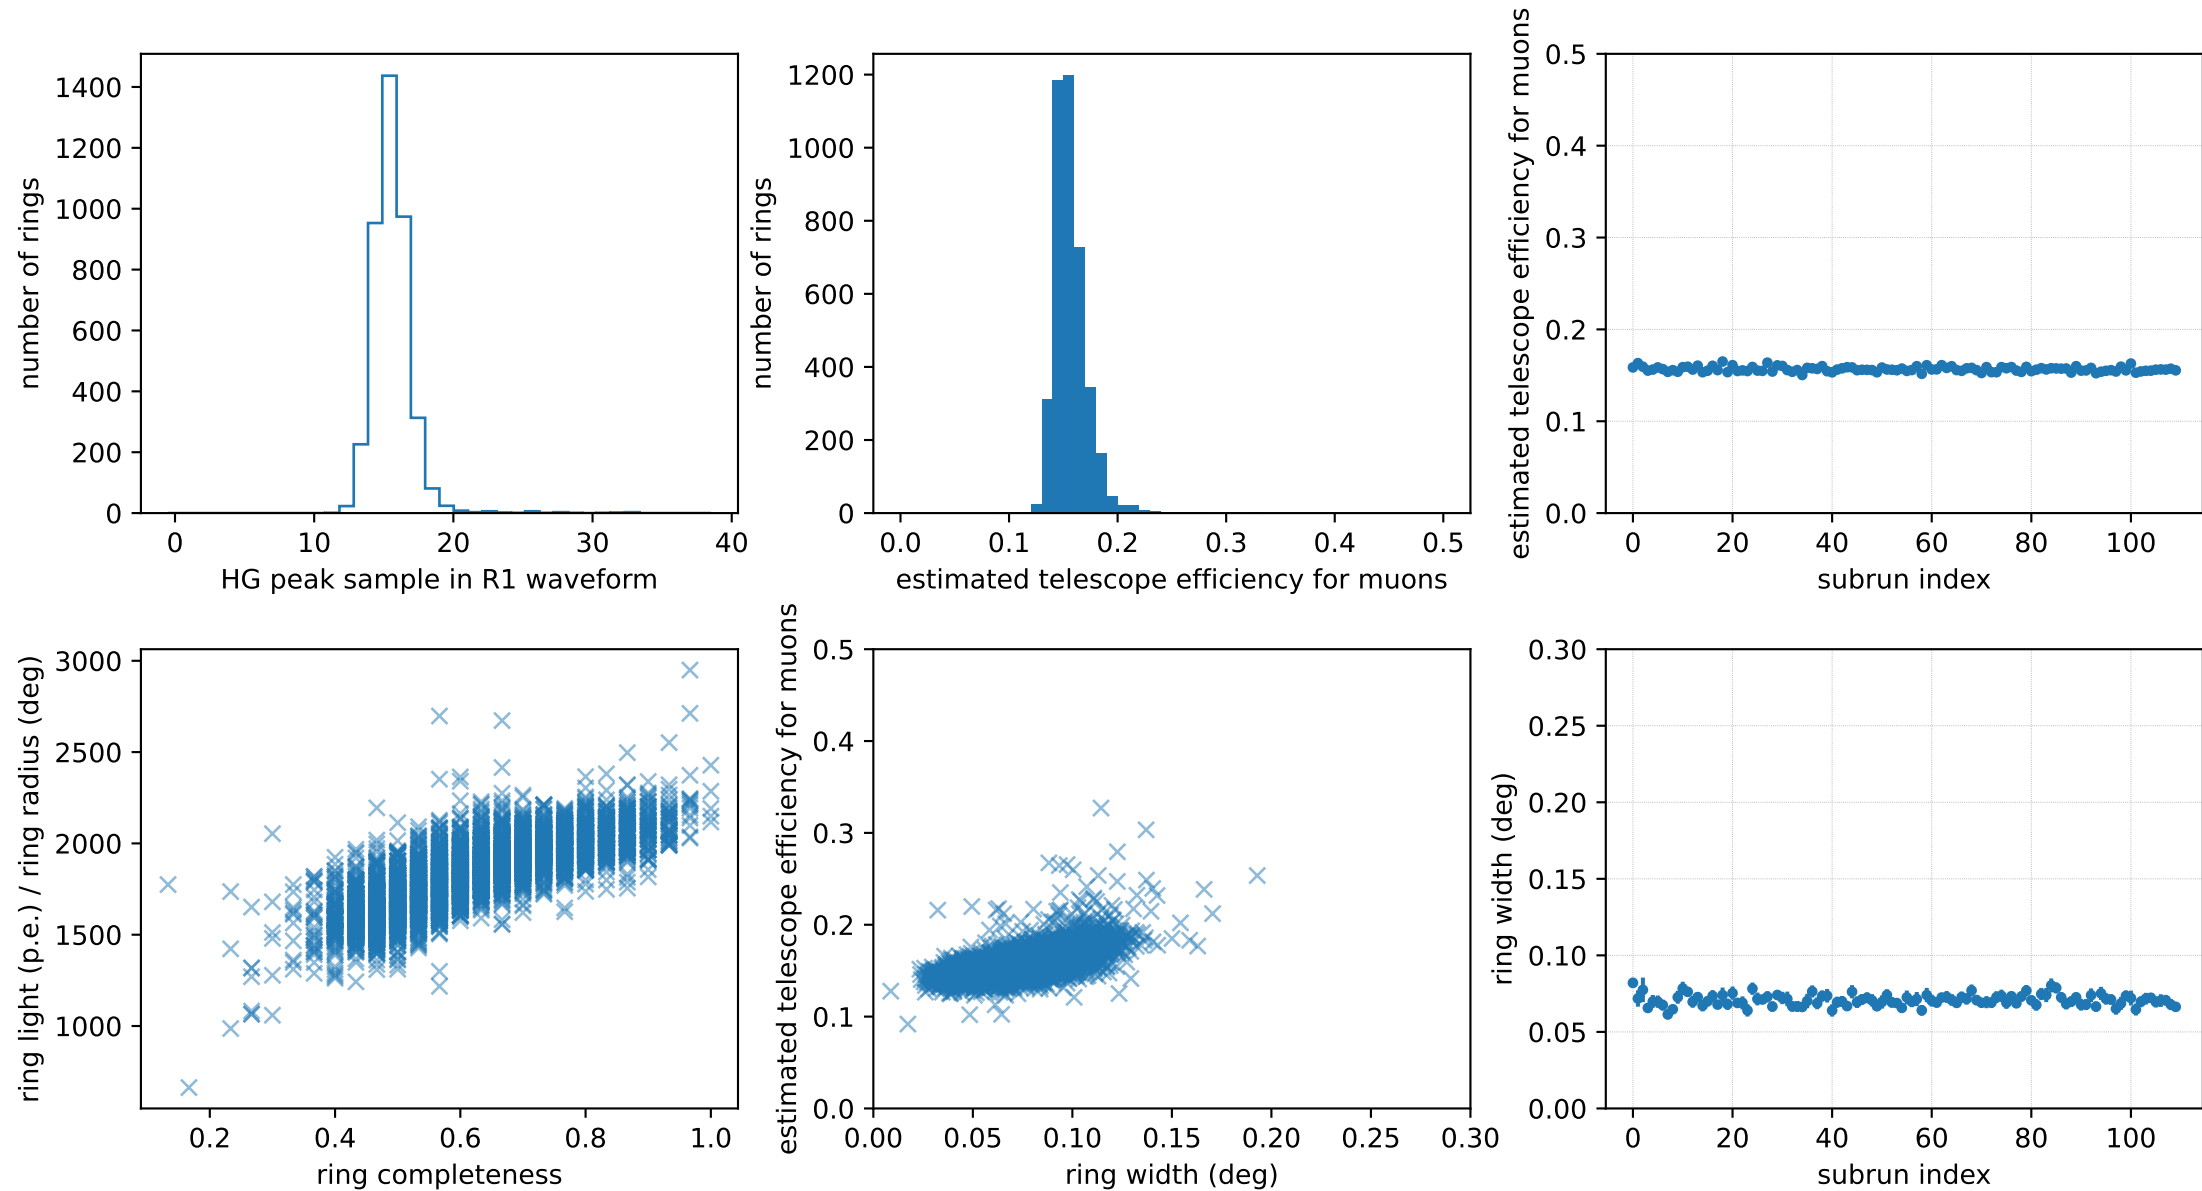 number of rings
1400
1200
1000
800
600
400
200
0
0 10 20 30 40
HG peak sample in R1 waveform
number of rings
1200
1000
800
600
400
200
0
0.0 0.1 0.2 0.3 0.4 0.5
estimated telescope efficiency for muons
estimated telescope efficiency for muons
0.5
0.4
0.3
0.2
0.1
0.0
0 20 40 60 80 100
subrun index
ring light (p.e.) / ring radius (deg)
3000
2500
2000
1500
1000
0.2 0.4 0.6 0.8 1.0
ring completeness
estimated telescope efficiency for muons
0.5
0.4
0.3
0.2
0.1
0.0
0.00 0.05 0.10 0.15 0.20 0.25 0.30
ring width (deg)
ring width (deg)
0.30
0.25
0.20
0.15
0.10
0.05
0.00
0 20 40 60 80 100
subrun index